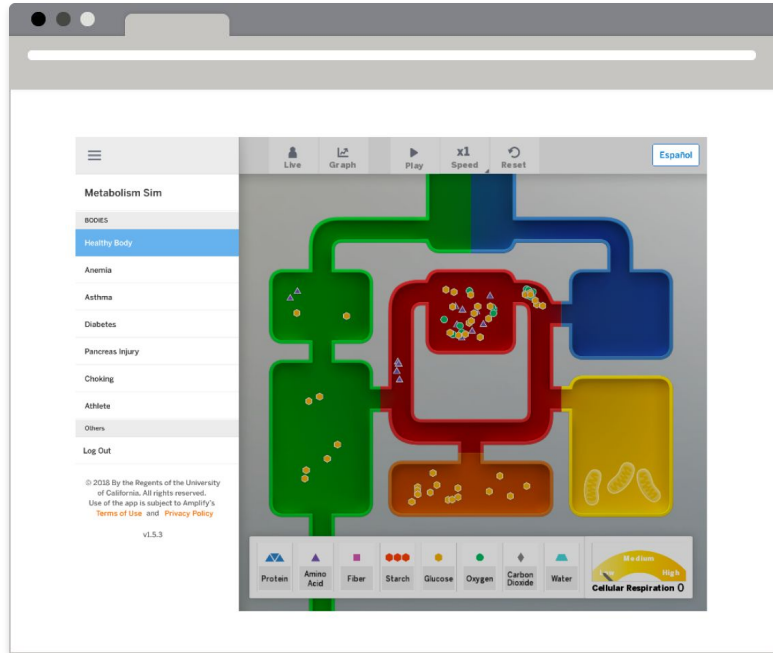 Live
Graph
Play
x1
Speed
Reset
Español
Metabolism Sim
BODIES
Healthy Body
Anemia
Asthma
Diabetes
Pancreas Injury
Choking
Athlete
Others
Log Out
© 2018 By the Regents of the University
of California, All rights reserved.
Use of the app is subject to Amplify's
Terms of Use and Privacy Policy
v1.5.3
Protein
Amino
Acid
Fiber
Starch
Glucose
Oxygen
Carbon
Dioxide
Water
Low
Medium
High
Cellular Respiration 0